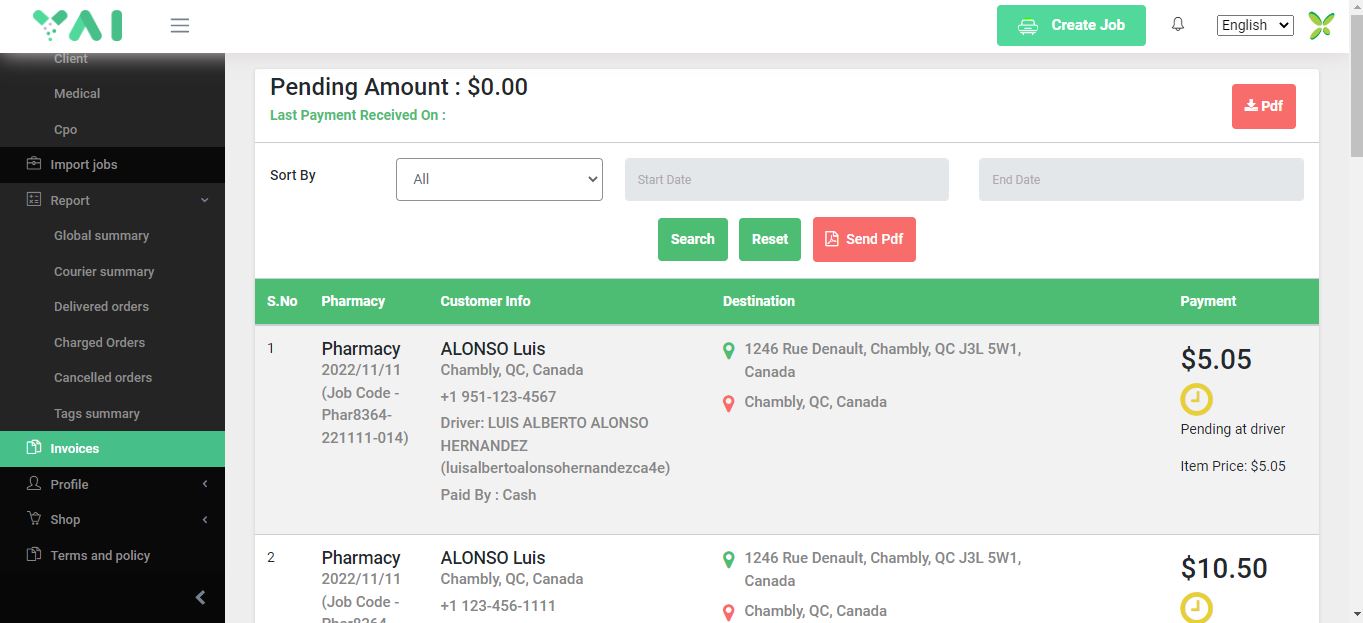 YAI
Create Job
English
Client
Medical
Cpo
Import jobs
Report
Global summary
Courier summary
Delivered orders
Charged Orders
Cancelled orders
Tags summary
Invoices
Profile
Shop
Terms and policy
Pending Amount : $0.00
Last Payment Received On :
Pdf
Sort By
All
Start Date
End Date
Search
Reset
Send Pdf
S.No Pharmacy Customer Info Destination Payment
1
Pharmacy
2022/11/11
(Job Code -
Phar8364-
221111-014)
ALONSO Luis
Chambly, QC, Canada
+1 951-123-4567
Driver: LUIS ALBERTO ALONSO
HERNANDEZ
(luisalbertoalonsohernandezca4e)
Paid By : Cash
1246 Rue Denault, Chambly, QC J3L 5W1,
Canada
Chambly, QC, Canada
$5.05
Pending at driver
Item Price: $5.05
2
Pharmacy
2022/11/11
(Job Code -
Phar8364-
ALONSO Luis
Chambly, QC, Canada
+1 123-456-1111
1246 Rue Denault, Chambly, QC J3L 5W1,
Canada
Chambly, QC, Canada
$10.50